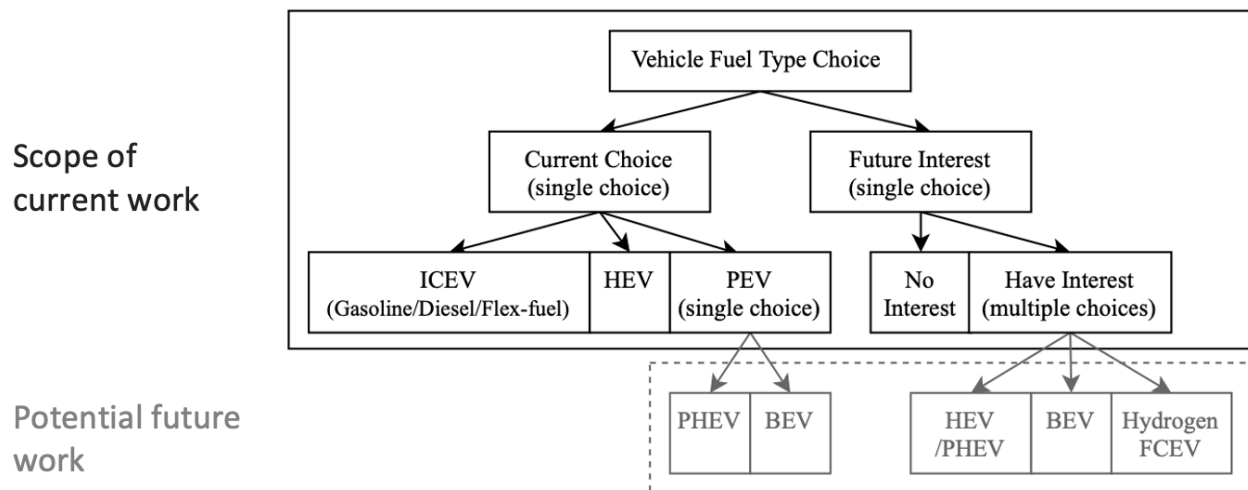 Vehicle Fuel Type Choice
Scope of
current work
Current Choice
(single choice)
Future Interest
(single choice)
ICEV
(Gasoline/Diesel/Flex-fuel)
HEV
PEV
(single choice)
No
Interest
Have Interest
(multiple choices)
Potential future
work
PHEV
BEV
HEV
/PHEV
BEV
Hydrogen
FCEV